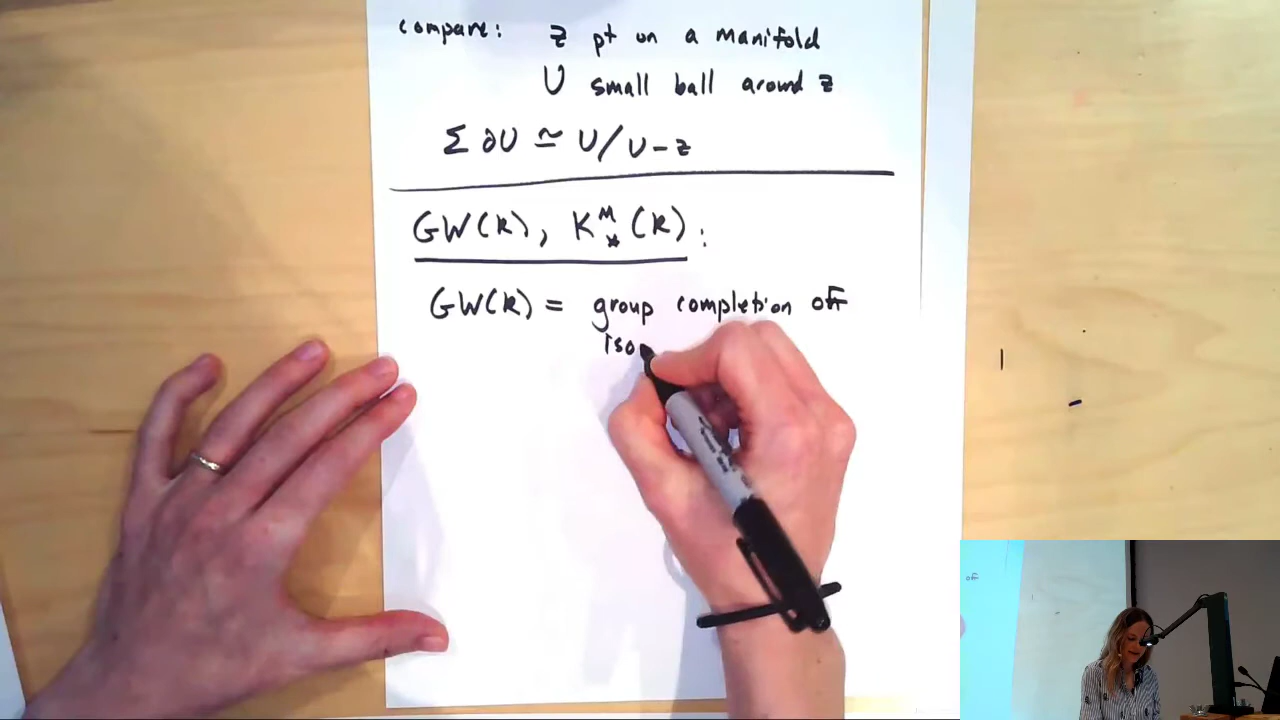 compare: z pt on a manifold
U small ball around z
Σ ∂U ≃ U/U-z
GW(k), K^M_*(k):
GW(k) = group completion of
iso